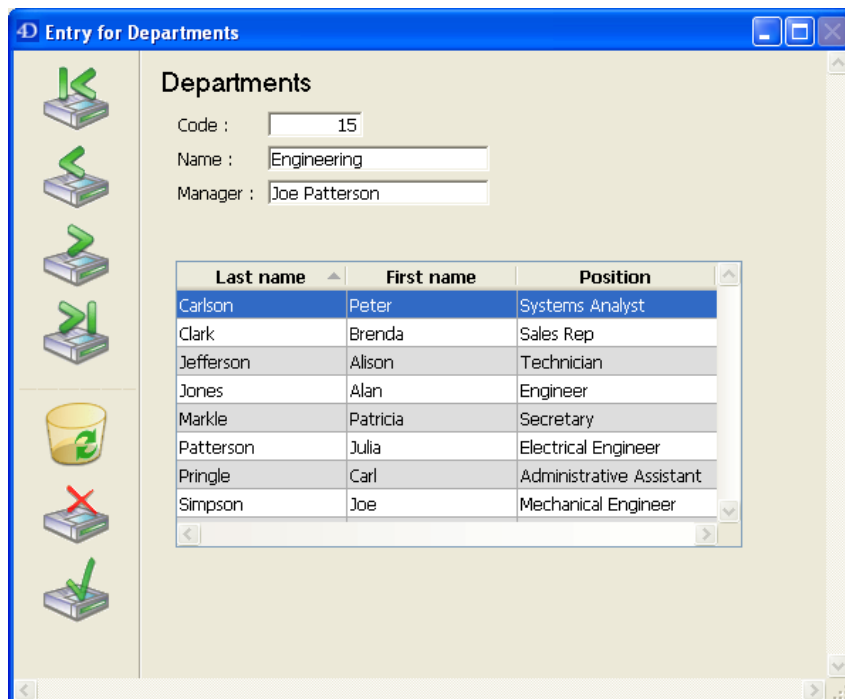 4D Entry for Departments
Departments
Code : 15
Name : Engineering
Manager : Joe Patterson
Last name First name Position
Carlson Peter Systems Analyst
Clark Brenda Sales Rep
Jefferson Alison Technician
Jones Alan Engineer
Markle Patricia Secretary
Patterson Julia Electrical Engineer
Pringle Carl Administrative Assistant
Simpson Joe Mechanical Engineer